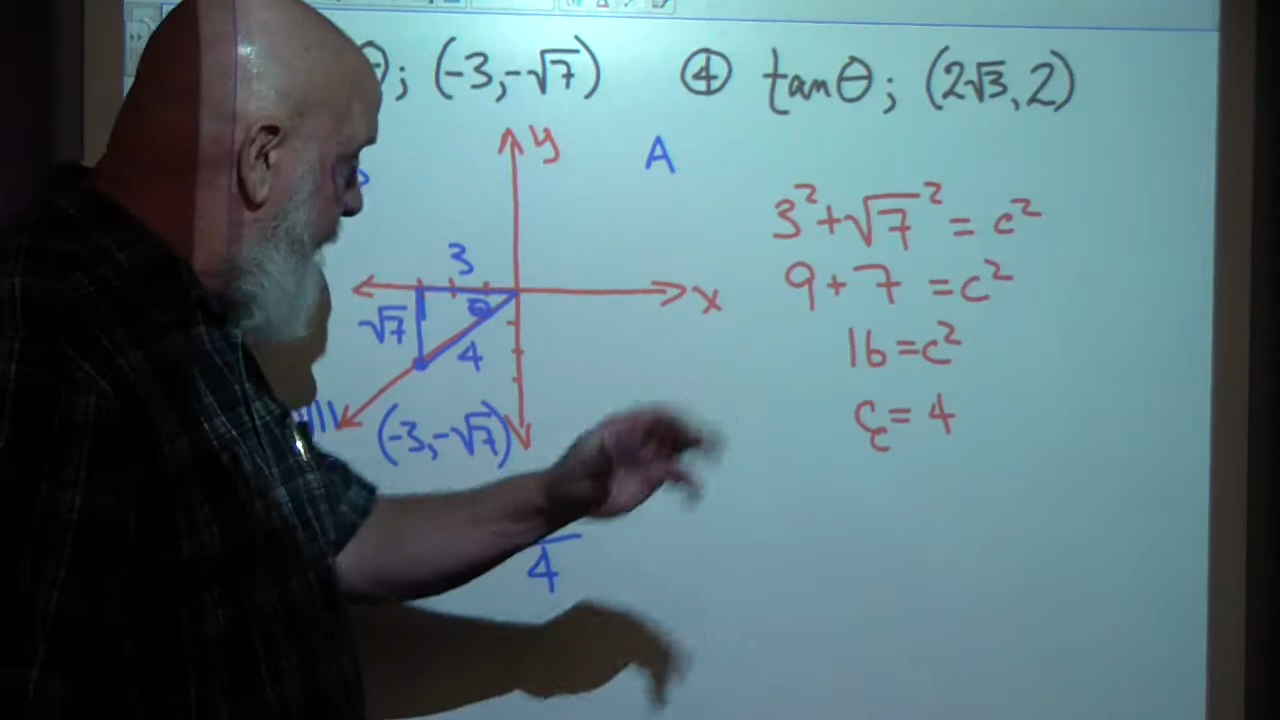 θ; (-3,-√7)
④ tanθ; (2√3, 2)
y
A
3² + √7² = c²
3
9 + 7 = c²
x
√7
θ
4
16 = c²
(-3,-√7)
c = 4
4